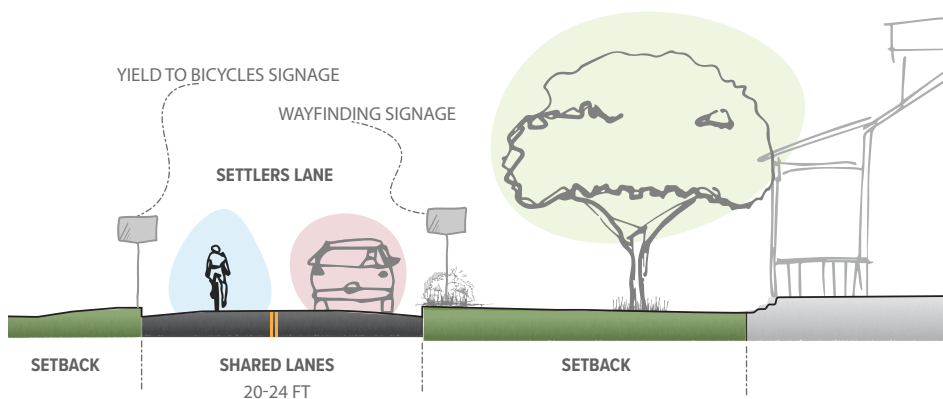 YIELD TO BICYCLES SIGNAGE
WAYFINDING SIGNAGE
SETTLERS LANE
SETBACK
SHARED LANES
SETBACK
20-24 FT